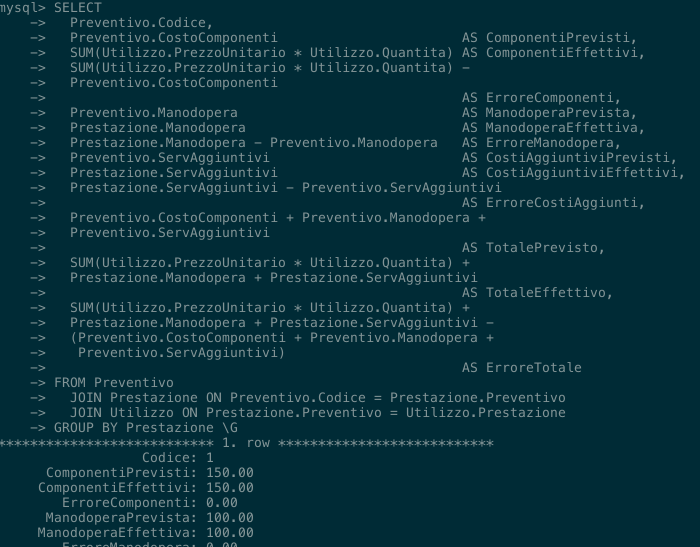 mysql> SELECT
-> Preventivo.Codice,
-> Preventivo.CostoComponenti AS ComponentiPrevisti,
-> SUM(Utilizzo.PrezzoUnitario * Utilizzo.Quantita) AS ComponentiEffettivi,
-> SUM(Utilizzo.PrezzoUnitario * Utilizzo.Quantita) -
-> Preventivo.CostoComponenti
-> AS ErroreComponenti,
-> Preventivo.Manodopera AS ManodoperaPrevista,
-> Prestazione.Manodopera AS ManodoperaEffettiva,
-> Prestazione.Manodopera - Preventivo.Manodopera AS ErroreManodopera,
-> Preventivo.ServAggiuntivi AS CostiAggiuntiviPrevisti,
-> Prestazione.ServAggiuntivi AS CostiAggiuntiviEffettivi,
-> Prestazione.ServAggiuntivi - Preventivo.ServAggiuntivi
-> AS ErroreCostiAggiunti,
-> Preventivo.CostoComponenti + Preventivo.Manodopera +
-> Preventivo.ServAggiuntivi
-> AS TotalePrevisto,
-> SUM(Utilizzo.PrezzoUnitario * Utilizzo.Quantita) +
-> Prestazione.Manodopera + Prestazione.ServAggiuntivi
-> AS TotaleEffettivo,
-> SUM(Utilizzo.PrezzoUnitario * Utilizzo.Quantita) +
-> Prestazione.Manodopera + Prestazione.ServAggiuntivi -
-> (Preventivo.CostoComponenti + Preventivo.Manodopera +
-> Preventivo.ServAggiuntivi)
-> AS ErroreTotale
-> FROM Preventivo
-> JOIN Prestazione ON Preventivo.Codice = Prestazione.Preventivo
-> JOIN Utilizzo ON Prestazione.Preventivo = Utilizzo.Prestazione
-> GROUP BY Prestazione \G
*************************** 1. row ***************************
Codice: 1
ComponentiPrevisti: 150.00
ComponentiEffettivi: 150.00
ErroreComponenti: 0.00
ManodoperaPrevista: 100.00
ManodoperaEffettiva: 100.00
ErroreManodopera: 0.00